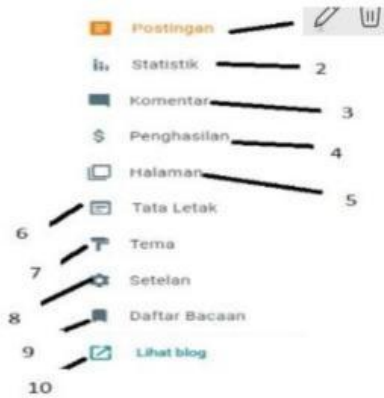 Postingan
Statistik 2
Komentar 3
Penghasilan 4
Halaman 5
6 Tata Letak
7 Tema
8 Setelan
9 Daftar Bacaan
10 Lihat blog